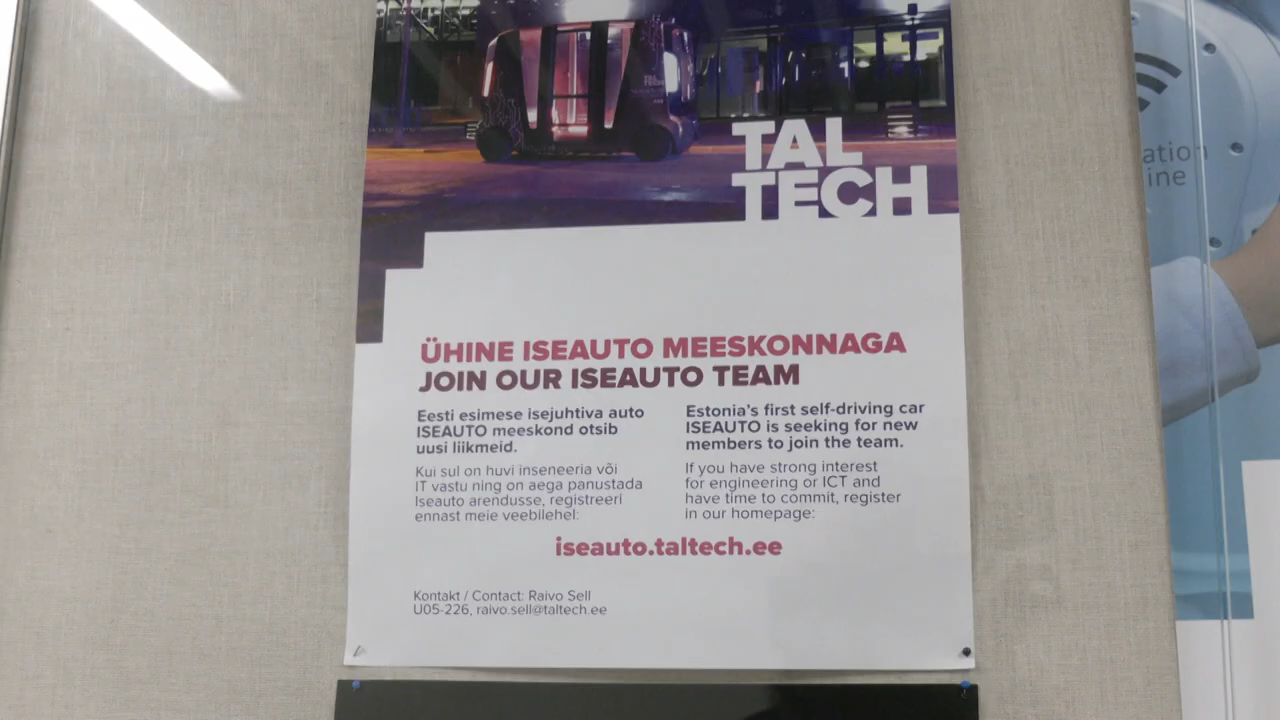 TAL
TECH
ÜHINE ISEAUTO MEESKONNAGA
JOIN OUR ISEAUTO TEAM
Eesti esimese isejuhtiva auto
ISEAUTO meeskond otsib
uusi liikmeid.
Kui sul on huvi inseneeria või
IT vastu ning on aega panustada
Iseauto arendusse, registreeri
ennast meie veebilehel:
Estonia's first self-driving car
ISEAUTO is seeking for new
members to join the team.
If you have strong interest
for engineering or ICT and
have time to commit, register
in our homepage:
iseauto.taltech.ee
Kontakt / Contact: Raivo Sell
U05-226, raivo.sell@taltech.ee
ation
ine